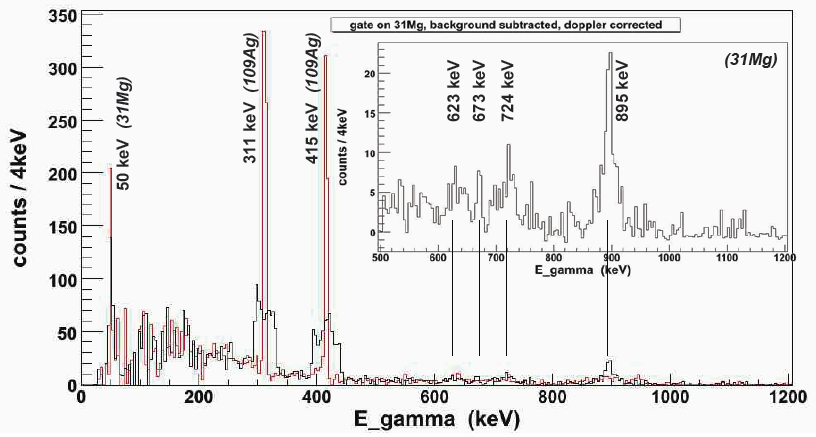 gate on 31Mg, background subtracted, doppler corrected
350
300
250
200
150
100
50
0
counts / 4keV
50 keV (31Mg)
311 keV (109Ag)
415 keV (109Ag)
(31Mg)
623 keV
673 keV
724 keV
895 keV
20
15
10
5
0
counts / 4keV
500 600 700 800 900 1000 1100 1200
E_gamma (keV)
0 200 400 600 800 1000 1200
E_gamma (keV)